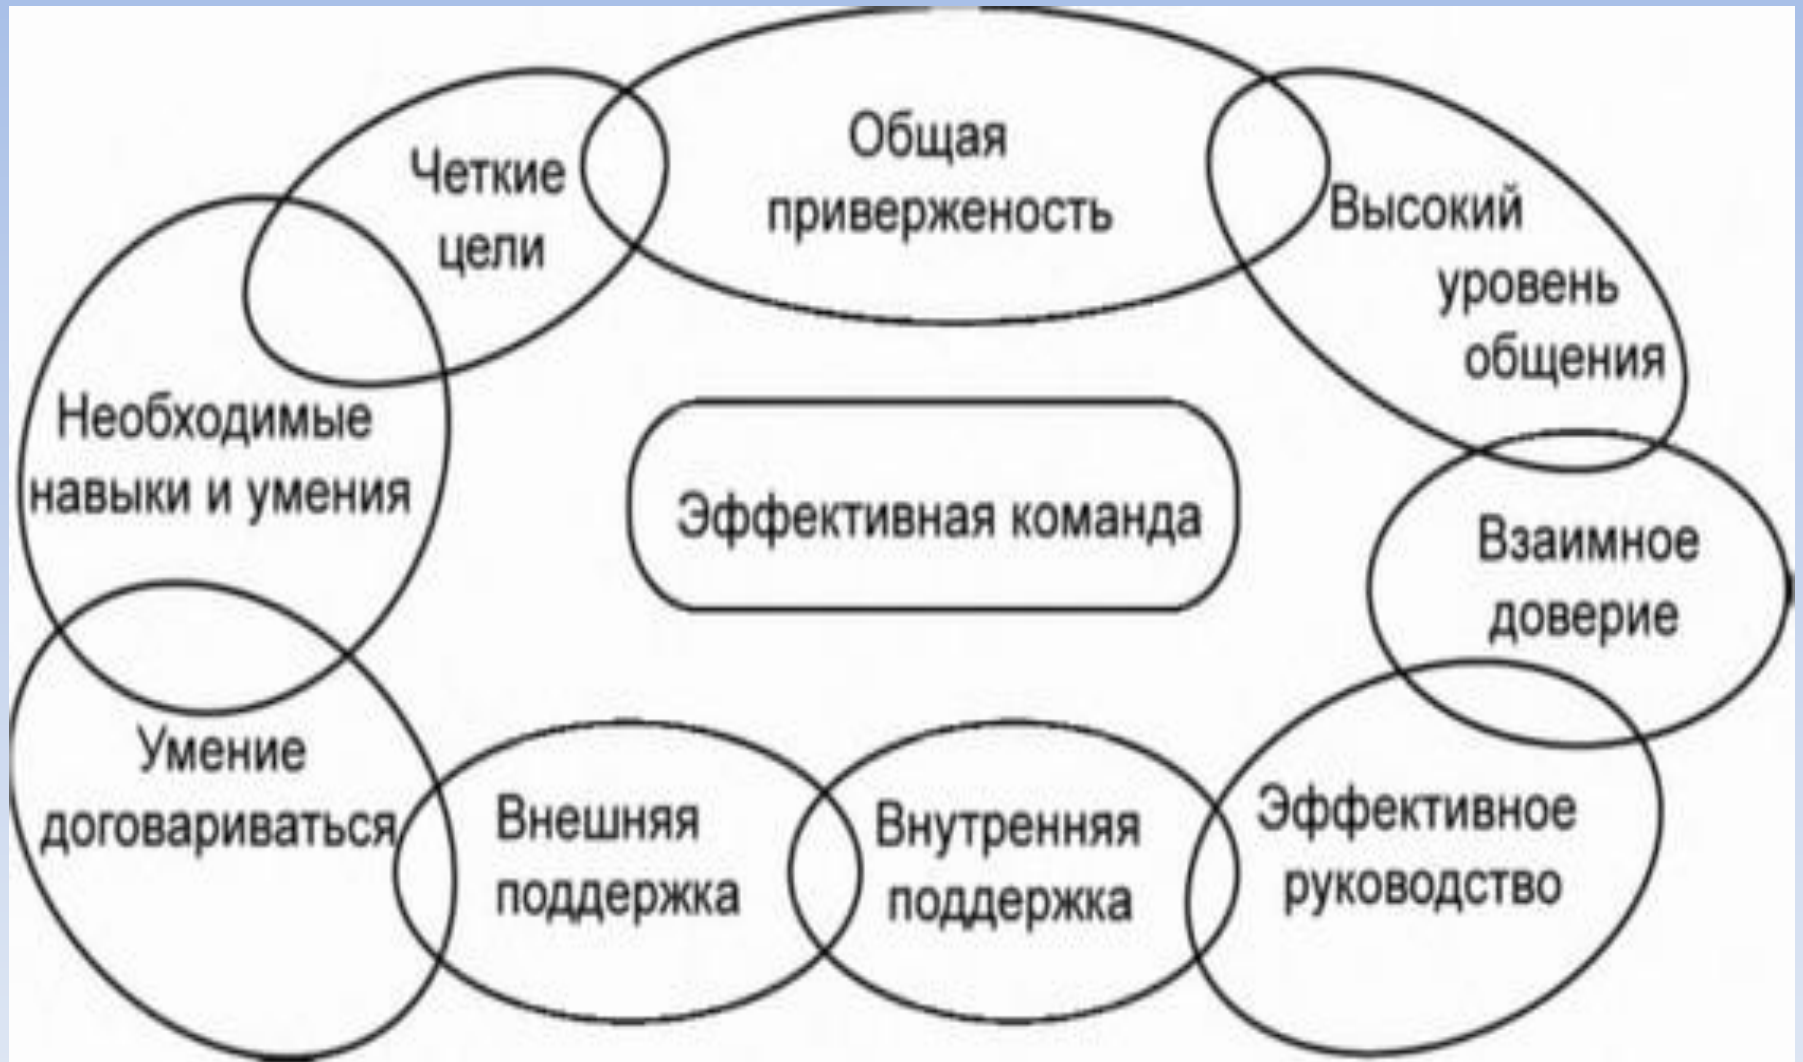 Общая
приверженость
Четкие
цели
Высокий
уровень
общения
Необходимые
навыки и умения
Эффективная команда
Взаимное
доверие
Умение
договариваться
Внешняя
поддержка
Внутренняя
поддержка
Эффективное
руководство